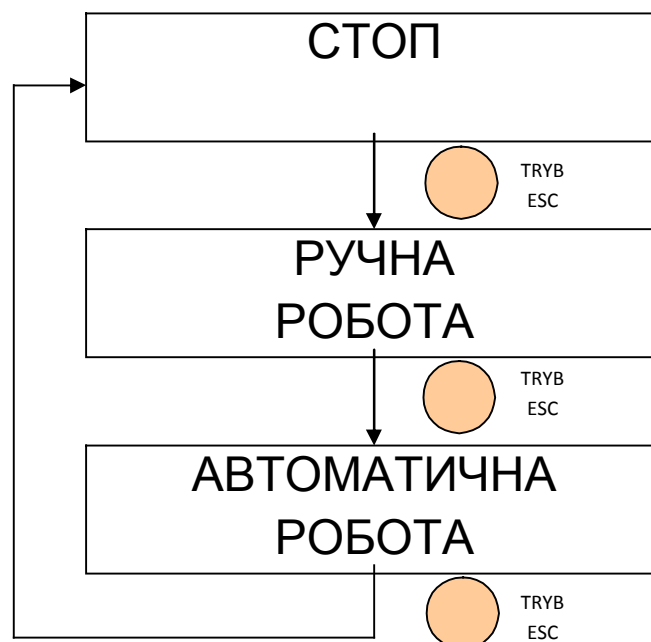 СТОП
TRYB
ESC
РУЧНА
РОБОТА
TRYB
ESC
АВТОМАТИЧНА
РОБОТА
TRYB
ESC